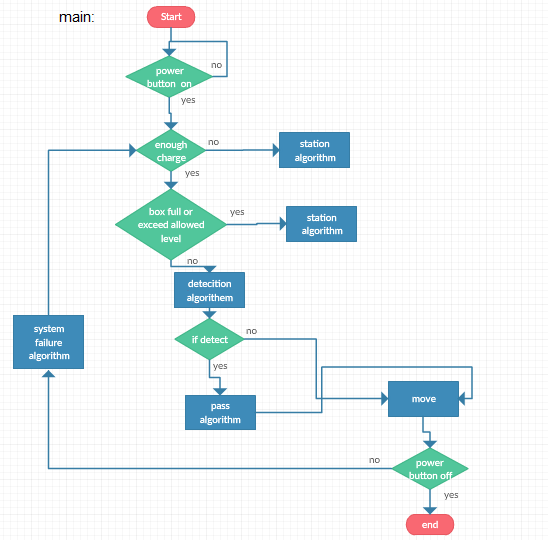 main:
Start
power
button on
no
yes
enough
charge
no
station
algorithm
yes
box full or
exceed allowed
level
yes
station
algorithm
no
detecition
algorithem
system
failure
algorithm
if detect
no
yes
pass
algorithm
move
no
power
button off
yes
end